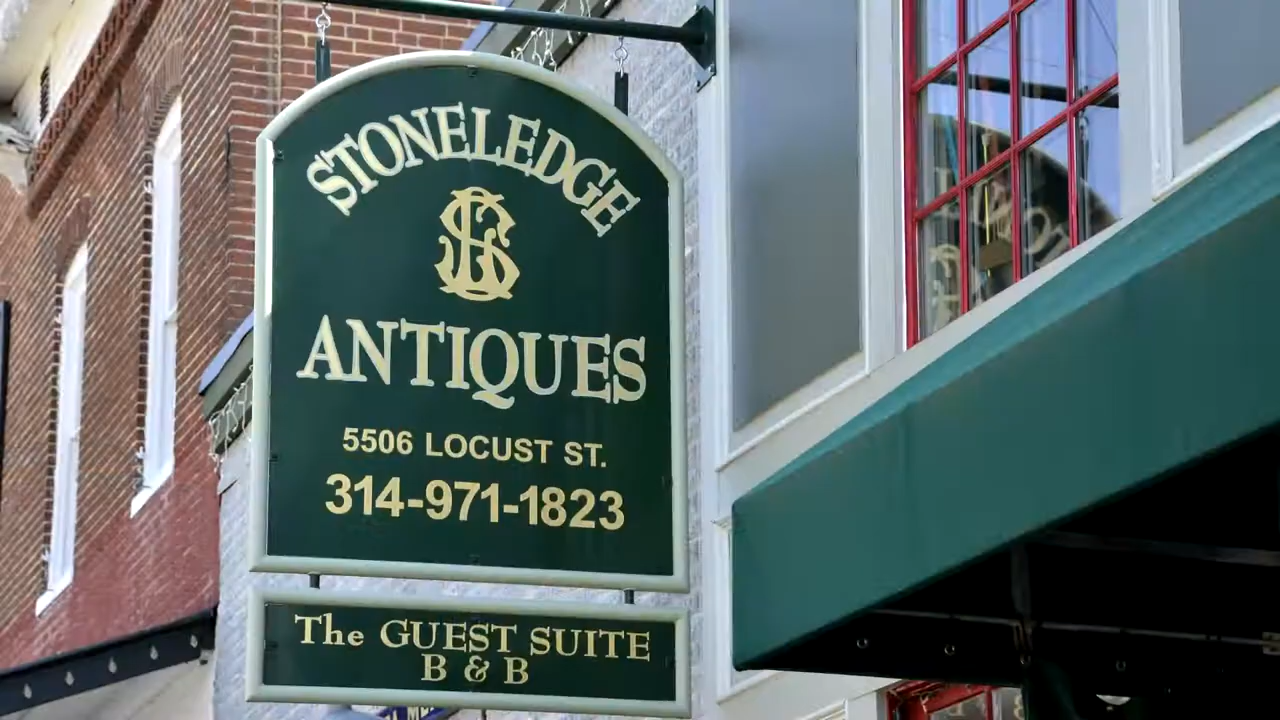 STONELEDGE
ANTIQUES
5506 LOCUST ST.
314-971-1823
The GUEST SUITE
B & B